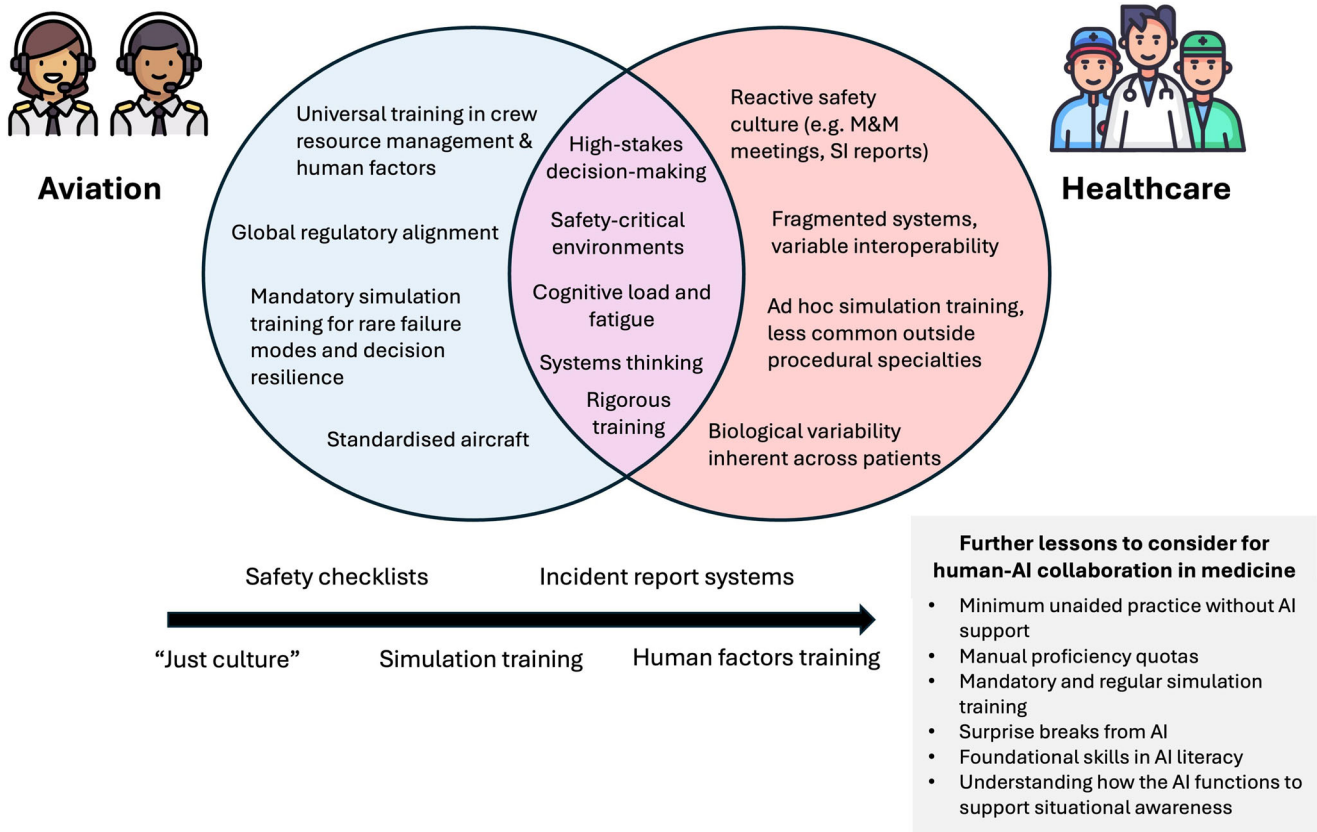 Aviation
Universal training in crew
resource management &
human factors
Global regulatory alignment
Mandatory simulation
training for rare failure
modes and decision
resilience
Standardised aircraft
High-stakes
decision-making
Safety-critical
environments
Cognitive load and
fatigue
Systems thinking
Rigorous
training
Reactive safety
culture (e.g. M&M
meetings, SI reports)
Fragmented systems,
variable interoperability
Ad hoc simulation training,
less common outside
procedural specialties
Biological variability
inherent across patients
Healthcare
Safety checklists
Incident report systems
“Just culture”
Simulation training
Human factors training
Further lessons to consider for
human-AI collaboration in medicine
• Minimum unaided practice without AI
support
• Manual proficiency quotas
• Mandatory and regular simulation
training
• Surprise breaks from AI
• Foundational skills in AI literacy
• Understanding how the AI functions to
support situational awareness